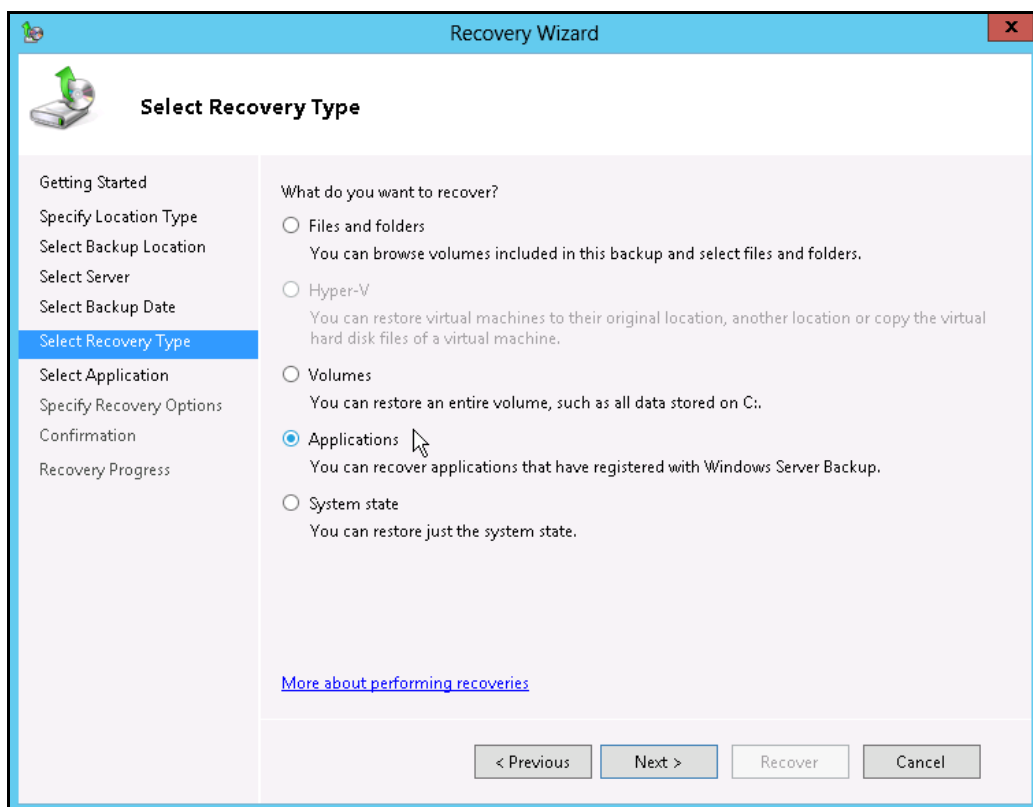 Recovery Wizard
x
Select Recovery Type
Getting Started
Specify Location Type
Select Backup Location
Select Server
Select Backup Date
Select Recovery Type
Select Application
Specify Recovery Options
Confirmation
Recovery Progress
What do you want to recover?
Files and folders
You can browse volumes included in this backup and select files and folders.
Hyper-V
You can restore virtual machines to their original location, another location or copy the virtual
hard disk files of a virtual machine.
Volumes
You can restore an entire volume, such as all data stored on C:.
Applications
You can recover applications that have registered with Windows Server Backup.
System state
You can restore just the system state.
More about performing recoveries
< Previous
Next >
Recover
Cancel